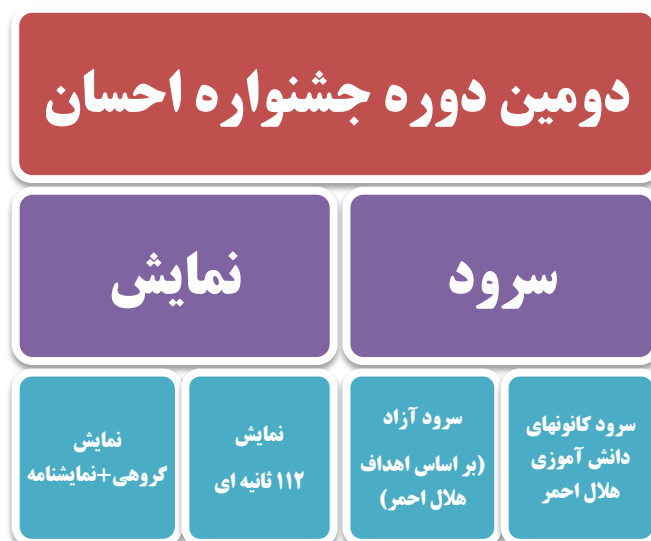 دومین دوره جشنواره احسان
سرود
نمایش
سرود کانونهای
دانش آموزی
هلال احمر
سرود آزاد
(بر اساس اهداف
هلال احمر)
نمایش
۱۱۲ ثانیه ای
نمایش
گروهی+نمایشنامه